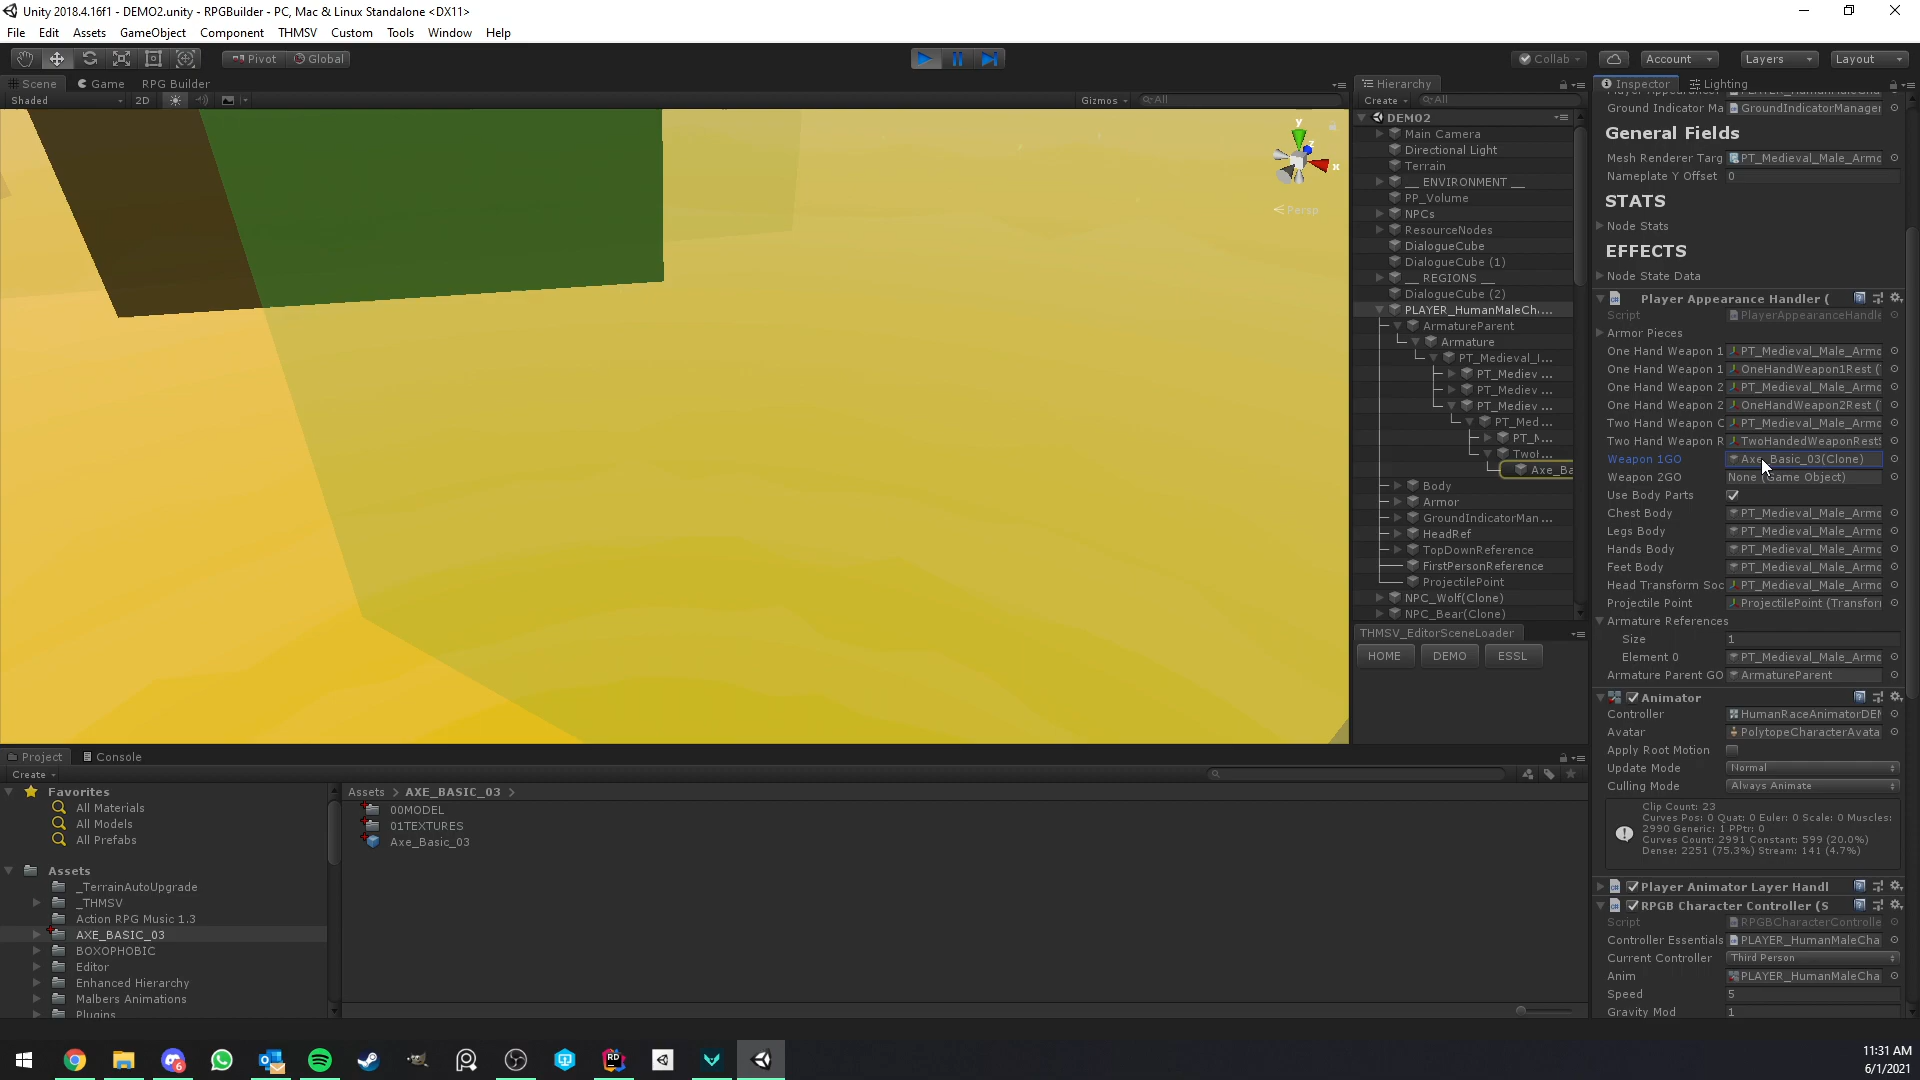 Unity 2018.4.16f1 - DEMO2.unity - RPGBuilder - PC, Mac & Linux Standalone <DX11>
File Edit Assets GameObject Component THMSV Custom Tools Window Help
Pivot Global Collab Account Layers Layout
Scene Game RPG Builder
Shaded 2D Gizmos All
y
z
x
Persp
Hierarchy
Create All
DEMO2
Main Camera
Directional Light
Terrain
__ ENVIRONMENT __
PP_Volume
NPCs
ResourceNodes
DialogueCube
DialogueCube (1)
__ REGIONS __
DialogueCube (2)
PLAYER_HumanMaleCh...
ArmatureParent
Armature
PT_Medieval_...
PT_Mediev ...
PT_Mediev ...
PT_Mediev ...
PT_Med ...
Axe_Ba
Body
Armor
GroundIndicatorMan ...
HeadRef
TopDownReference
FirstPersonReference
ProjectilePoint
NPC_Wolf(Clone)
NPC_Bear(Clone)
THMSV_EditorSceneLoader
HOME DEMO ESSL
Inspector Lighting
Ground Indicator Ma GroundIndicatorManager
General Fields
Mesh Renderer Targ PT_Medieval_Male_Armo
Nameplate Y Offset 0
STATS
Node Stats
EFFECTS
Node State Data
Player Appearance Handler (
Script PlayerAppearanceHandle
Armor Pieces
One Hand Weapon 1 PT_Medieval_Male_Armo
One Hand Weapon 1 OneHandWeapon1Rest (
One Hand Weapon 2 PT_Medieval_Male_Armo
One Hand Weapon 2 OneHandWeapon2Rest (
Two Hand Weapon C PT_Medieval_Male_Armo
Two Hand Weapon R TwoHandedWeaponRest
Weapon 1GO Axe_Basic_03(Clone)
Weapon 2GO None (Game Object)
Use Body Parts
Chest Body PT_Medieval_Male_Armo
Legs Body PT_Medieval_Male_Armo
Hands Body PT_Medieval_Male_Armo
Feet Body PT_Medieval_Male_Armo
Head Transform Soc PT_Medieval_Male_Armo
Projectile Point ProjectilePoint (Transfor
Armature References
Size 1
Element 0 PT_Medieval_Male_Armo
Armature Parent GO ArmatureParent
Animator
Controller HumanRaceAnimatorDE
Avatar PolytopeCharacterAvata
Apply Root Motion
Update Mode Normal
Culling Mode Always Animate
Clip Count: 23
Curves Pos: 0 Quat: 0 Euler: 0 Scale: 0 Muscles:
2990 Generic: 1 PPtr: 0
Curves Count: 2991 Constant: 599 (20.0%)
Dense: 2251 (75.3%) Stream: 141 (4.7%)
Player Animator Layer Handl
RPGB Character Controller (S
Script RPGBCharacterControlle
Controller Essentials PLAYER_HumanMaleCha
Current Controller Third Person
Anim PLAYER_HumanMaleCha
Speed 5
Gravity Mod 1
Project Console
Create
Favorites
All Materials
All Models
All Prefabs
Assets
_TerrainAutoUpgrade
_THMSV
Action RPG Music 1.3
AXE_BASIC_03
BOXOPHOBIC
Editor
Enhanced Hierarchy
Malbers Animations
Plugins
Assets > AXE_BASIC_03 >
00MODEL
01TEXTURES
Axe_Basic_03
11:31 AM
6/1/2021